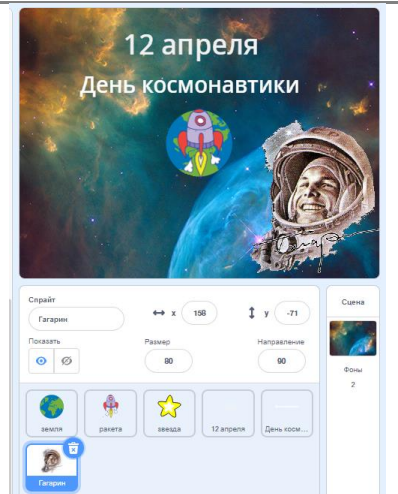 12 апреля
День космонавтики
Спрайт
Гагарин
x 158
y -71
Показать
Размер
80
Направление
90
земля
ракета
звезда
12 апреля
День косм...
Гагарин
Сцена
Фоны
2